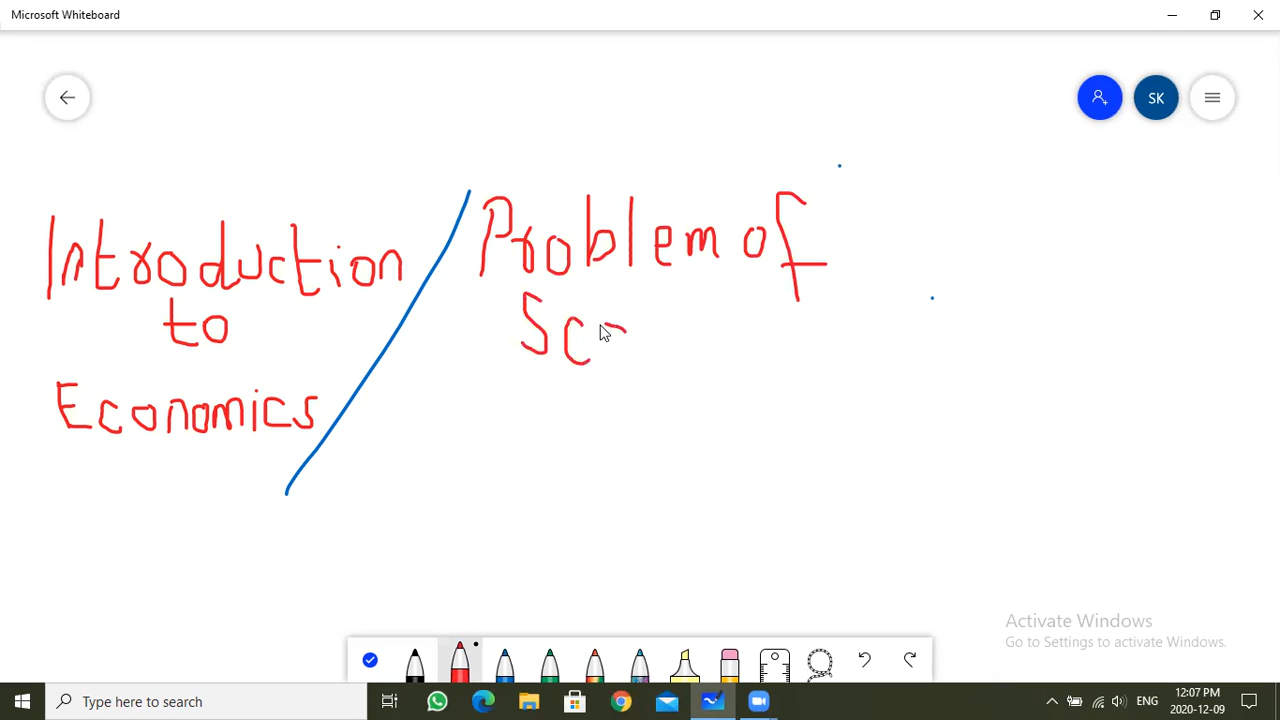 Microsoft Whiteboard
SK
Introduction
to
Economics
Problem of
Sc
Activate Windows
Go to Settings to activate Windows.
Type here to search
ENG
12:07 PM
2020-12-09